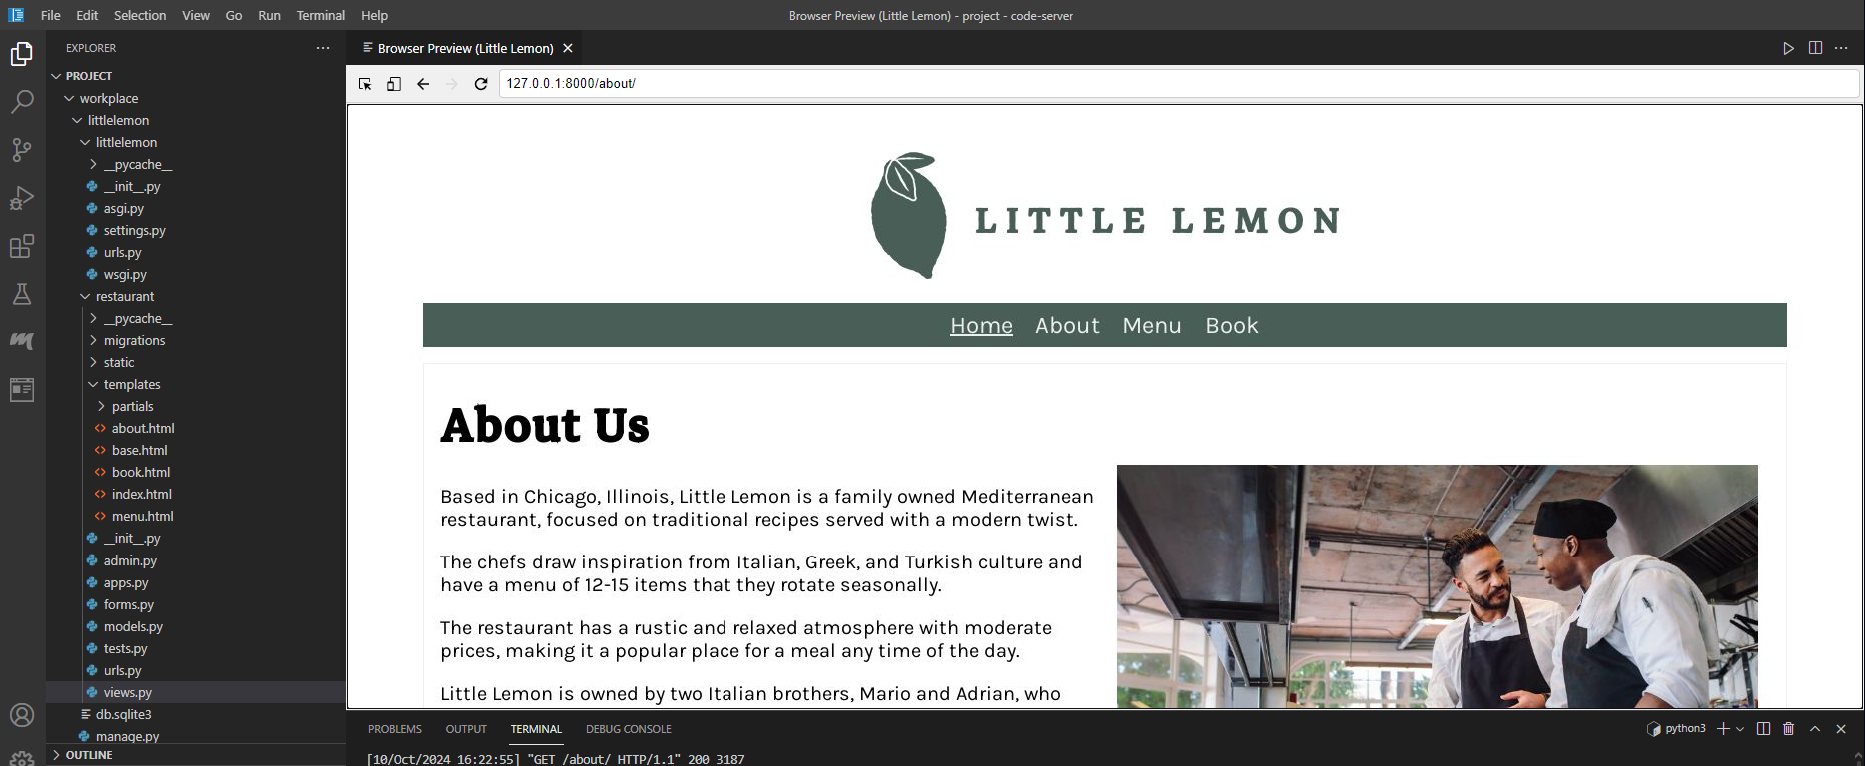 File Edit Selection View Go Run Terminal Help
Browser Preview (Little Lemon) - project - code-server
EXPLORER
PROJECT
workplace
littlelemon
littlelemon
__pycache__
__init__.py
asgi.py
settings.py
urls.py
wsgi.py
restaurant
__pycache__
migrations
static
templates
partials
about.html
base.html
book.html
index.html
menu.html
__init__.py
admin.py
apps.py
forms.py
models.py
tests.py
urls.py
views.py
db.sqlite3
manage.py
OUTLINE
Browser Preview (Little Lemon)
127.0.0.1:8000/about/
LITTLE LEMON
Home About Menu Book
About Us
Based in Chicago, Illinois, Little Lemon is a family owned Mediterranean
restaurant, focused on traditional recipes served with a modern twist.
The chefs draw inspiration from Italian, Greek, and Turkish culture and
have a menu of 12-15 items that they rotate seasonally.
The restaurant has a rustic and relaxed atmosphere with moderate
prices, making it a popular place for a meal any time of the day.
Little Lemon is owned by two Italian brothers, Mario and Adrian, who
PROBLEMS OUTPUT TERMINAL DEBUG CONSOLE
python3
[10/Oct/2024 16:22:55] "GET /about/ HTTP/1.1" 200 3187